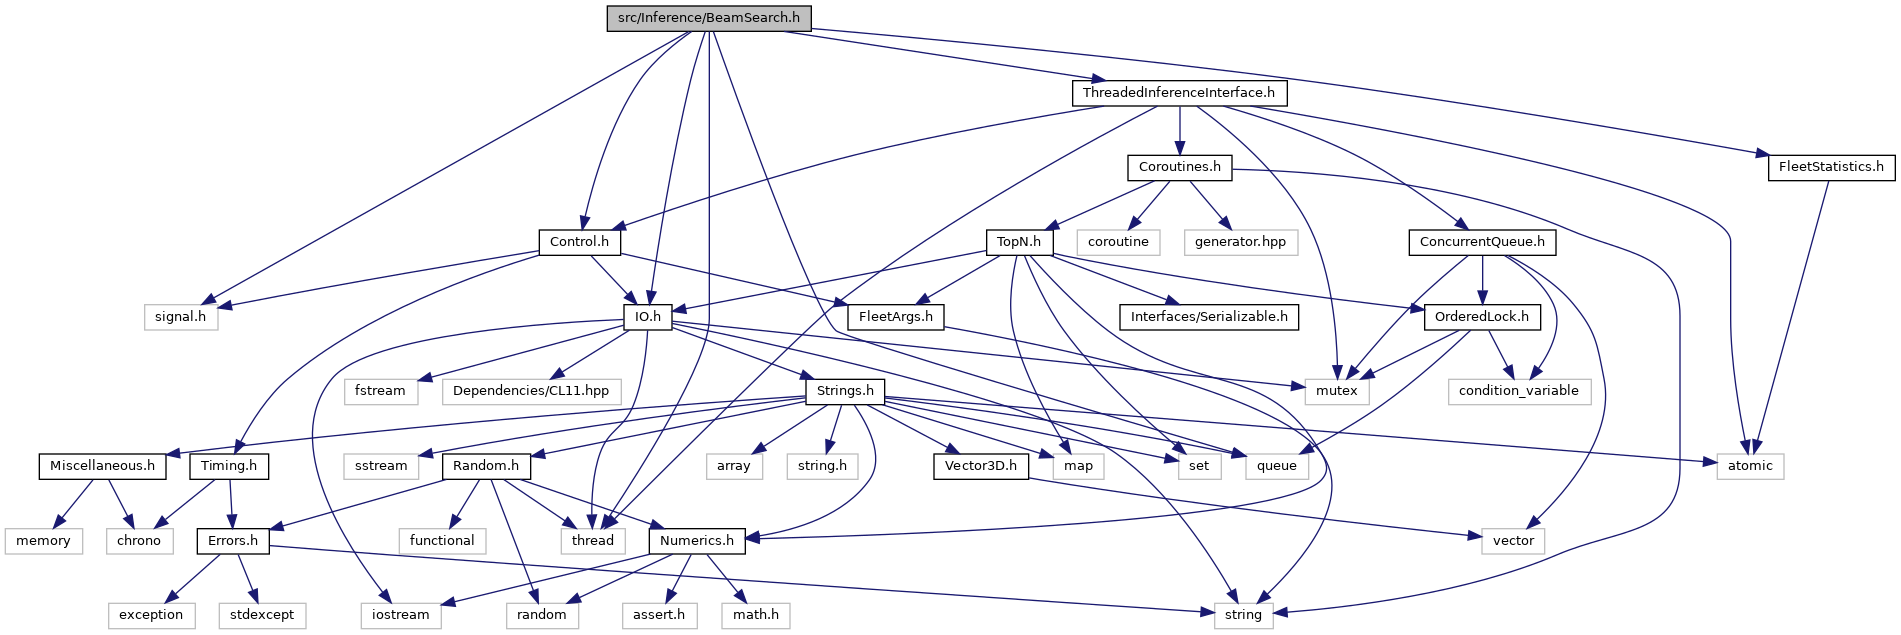 src/Inference/BeamSearch.h
ThreadedInferenceInterface.h
Coroutines.h
FleetStatistics.h
Control.h
TopN.h
coroutine
generator.hpp
ConcurrentQueue.h
signal.h
IO.h
FleetArgs.h
Interfaces/Serializable.h
OrderedLock.h
fstream
Dependencies/CL11.hpp
Strings.h
mutex
condition_variable
Miscellaneous.h
Timing.h
sstream
Random.h
array
string.h
Vector3D.h
map
set
queue
atomic
memory
chrono
Errors.h
functional
thread
Numerics.h
vector
exception
stdexcept
iostream
random
assert.h
math.h
string